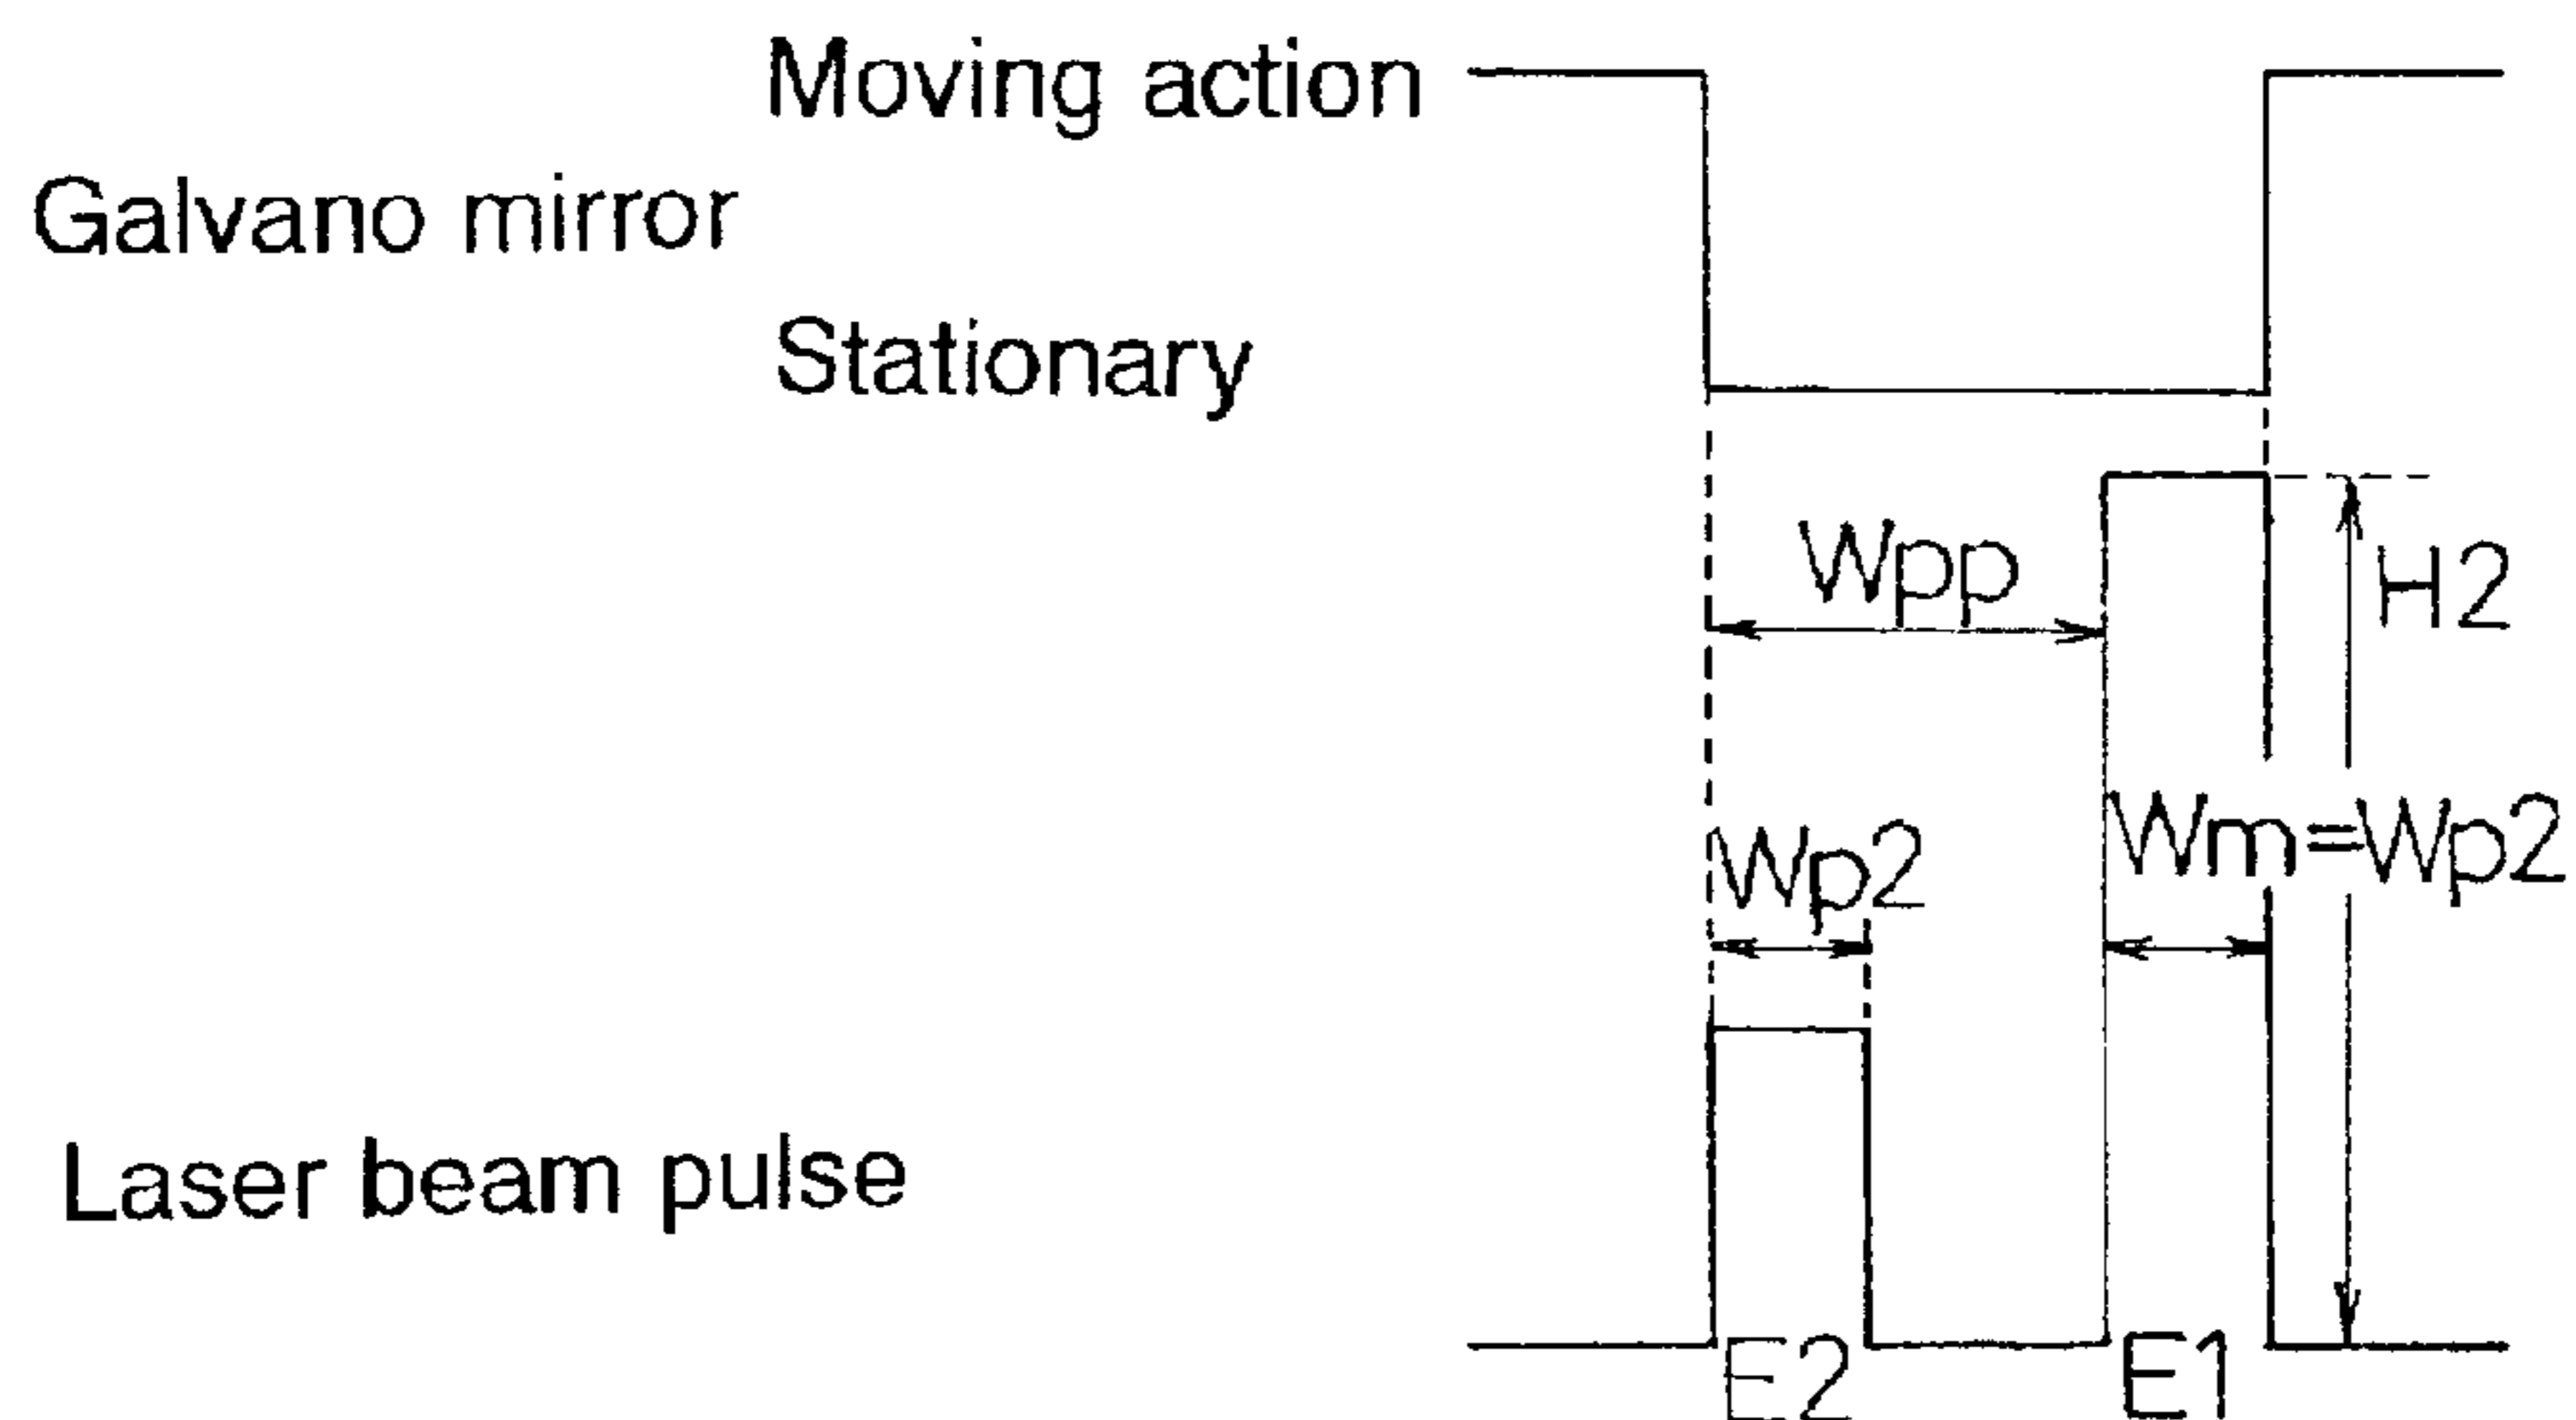 Moving action
Galvano mirror
Stationary
Wpp
H2
Wp2
Wm=Wp2
Laser beam pulse
E2
E1